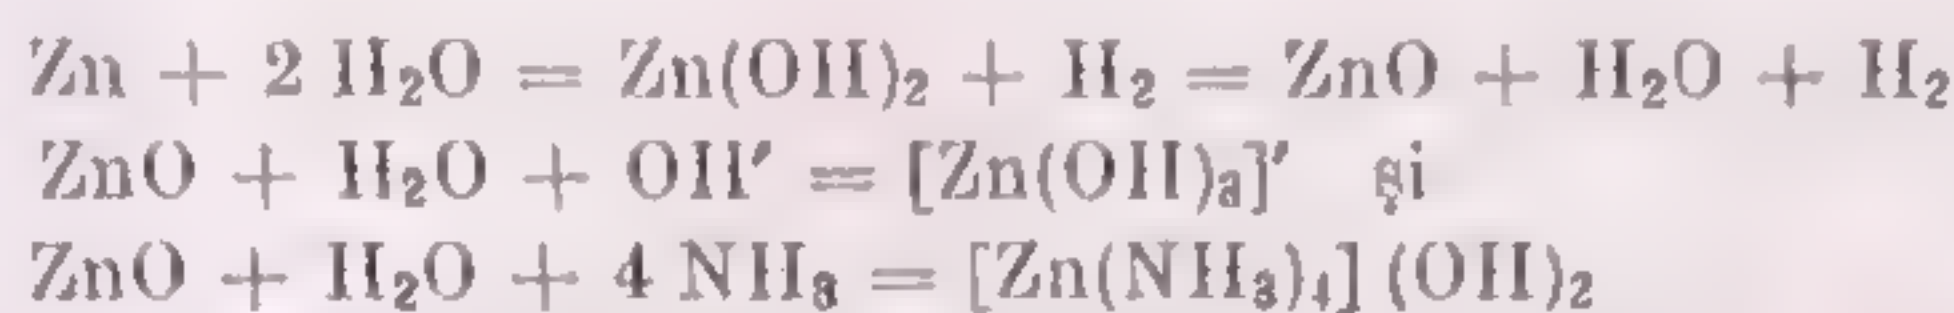 Zn + 2 H₂O = Zn(OH)₂ + H₂ = ZnO + H₂O + H₂
ZnO + H₂O + OH′ = [Zn(OH)₃]′ și
ZnO + H₂O + 4 NH₃ = [Zn(NH₃)₄] (OH)₂